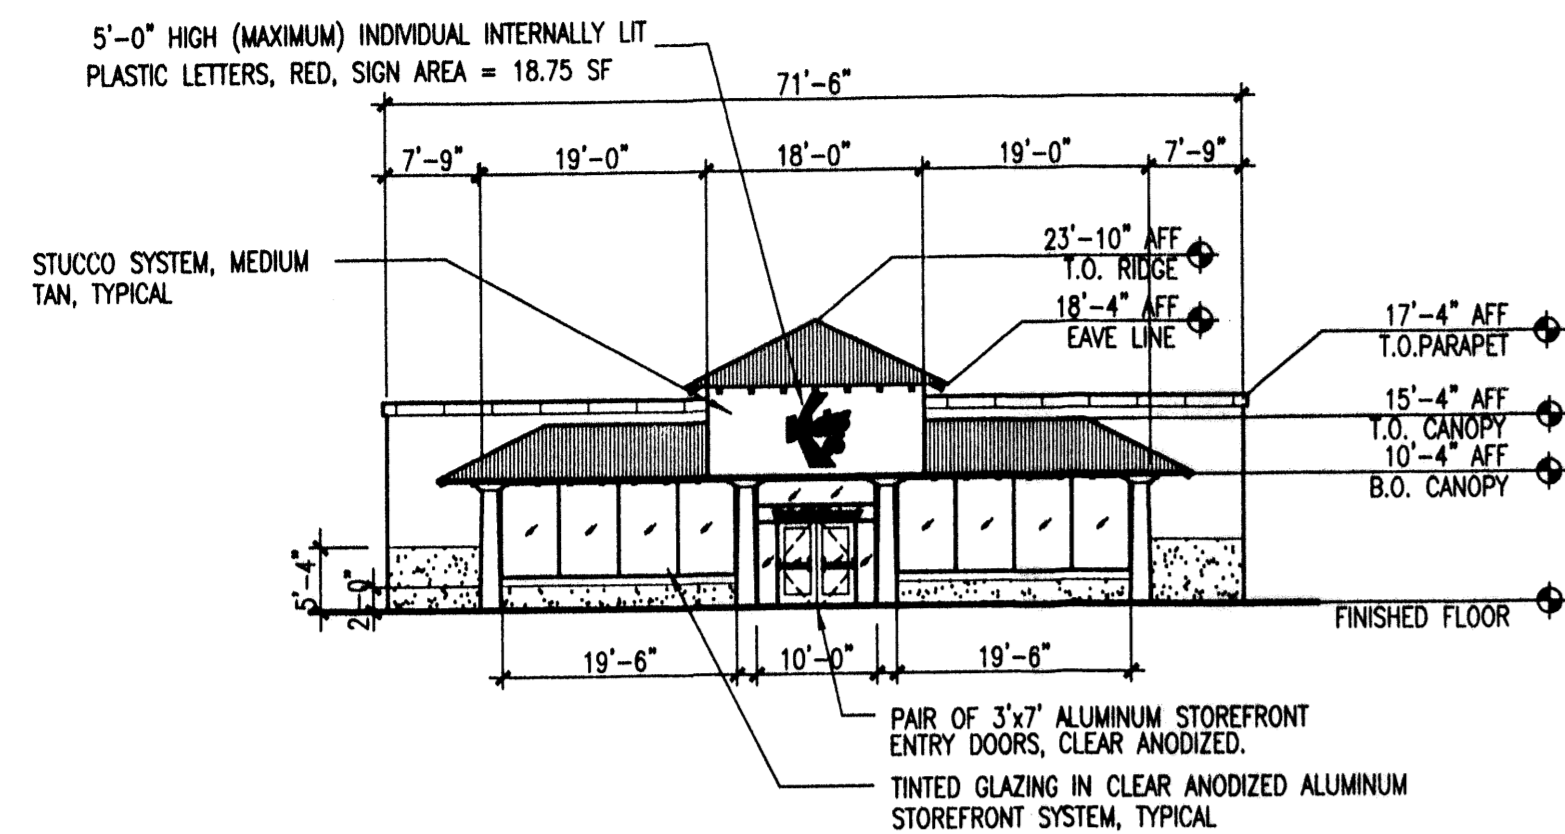 5'-0" HIGH (MAXIMUM) INDIVIDUAL INTERNALLY LIT
PLASTIC LETTERS, RED, SIGN AREA = 18.75 SF
71'-6"
7'-9"
19'-0"
18'-0"
19'-0"
7'-9"
STUCCO SYSTEM, MEDIUM
TAN, TYPICAL
23'-10" AFF
T.O. RIDGE
18'-4" AFF
EAVE LINE
17'-4" AFF
T.O.PARAPET
15'-4" AFF
T.O. CANOPY
10'-4" AFF
B.O. CANOPY
5'-4"
2'-0"
FINISHED FLOOR
19'-6"
10'-0"
19'-6"
PAIR OF 3'x7' ALUMINUM STOREFRONT
ENTRY DOORS, CLEAR ANODIZED.
TINTED GLAZING IN CLEAR ANODIZED ALUMINUM
STOREFRONT SYSTEM, TYPICAL